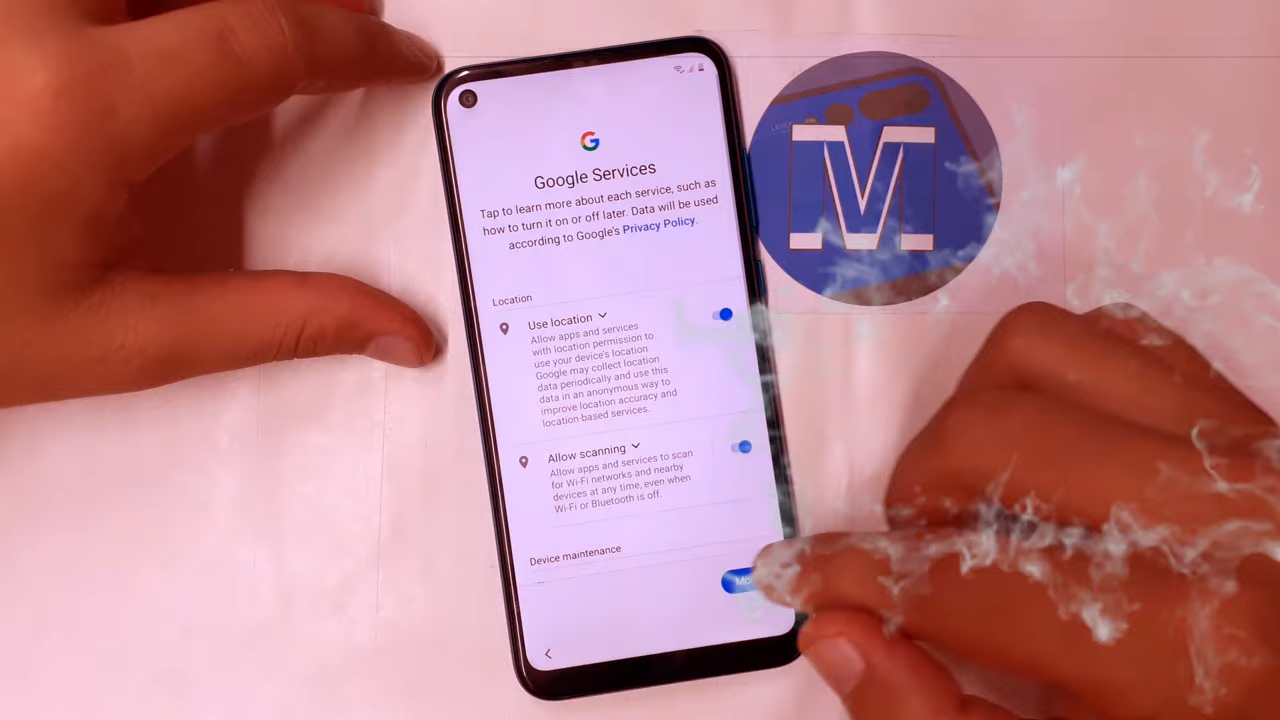 Google Services
Tap to learn more about each service, such as
how to turn it on or off later. Data will be used
according to Google's Privacy Policy.
Location
Use location
Allow apps and services
with location permission to
use your device's location
Google may collect location
data periodically and use this
data in an anonymous way to
improve location accuracy and
location-based services.
Allow scanning
Allow apps and services to scan
for Wi-Fi networks and nearby
devices at any time, even when
Wi-Fi or Bluetooth is off.
Device maintenance
M